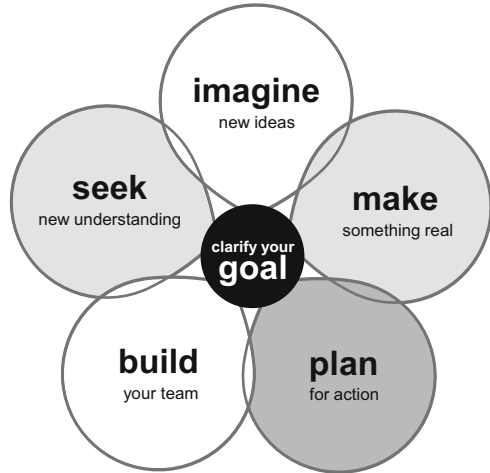 imagine
new ideas
seek
new understanding
make
something real
clarify your
goal
build
your team
plan
for action